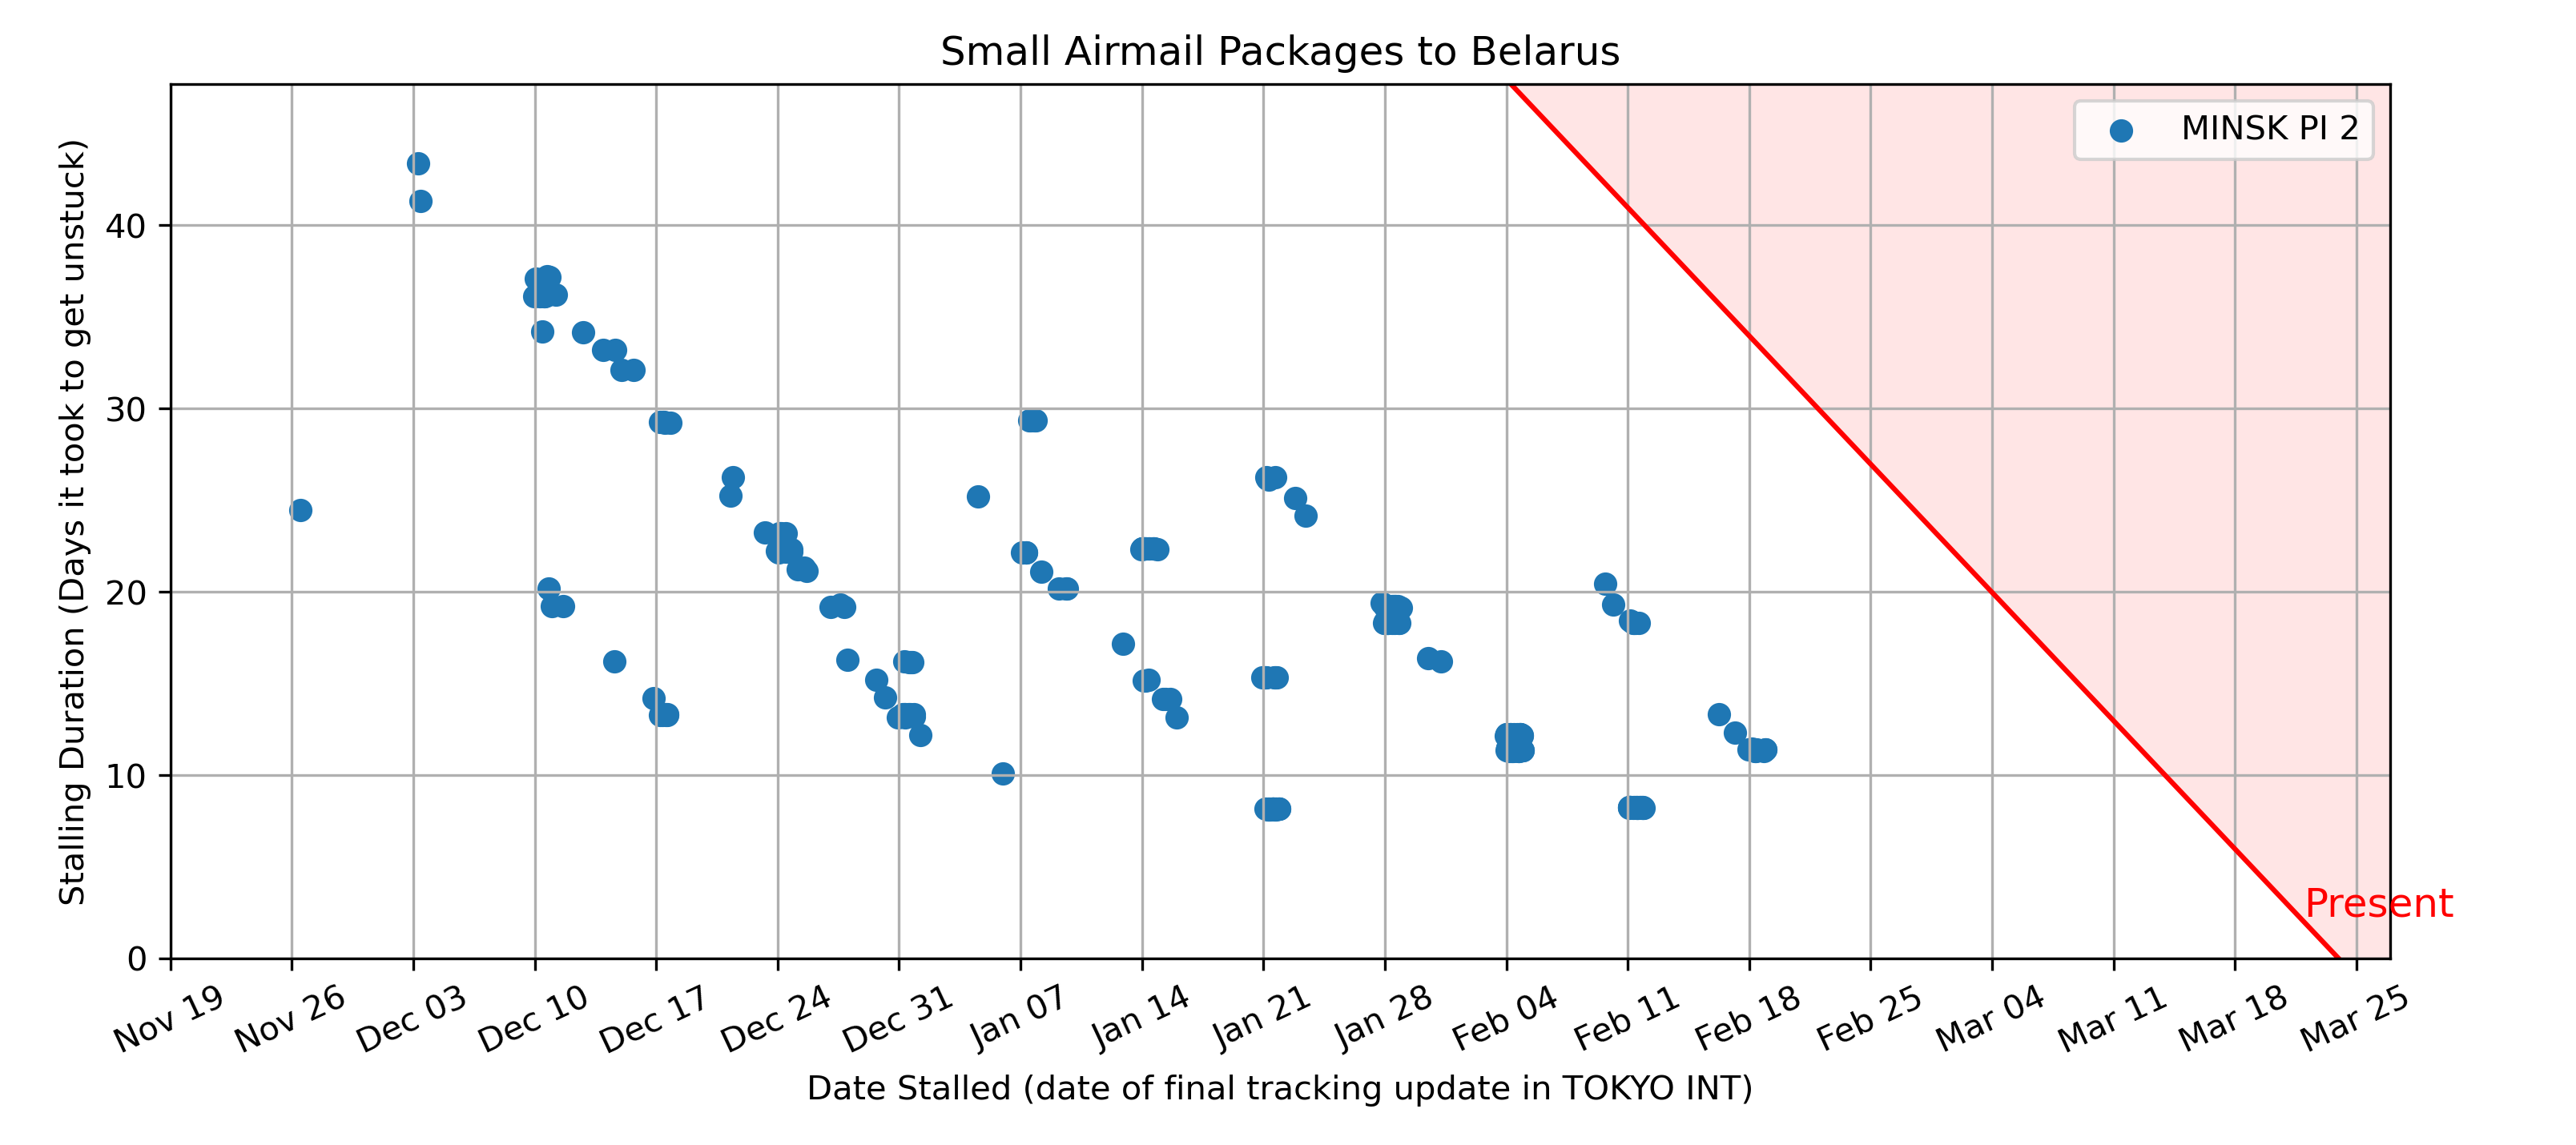 Small Airmail Packages to Belarus
MINSK PI 2
Stalling Duration (Days it took to get unstuck)
40
30
20
10
0
Present
Nov 19
Nov 26
Dec 03
Dec 10
Dec 17
Dec 24
Dec 31
Jan 07
Jan 14
Jan 21
Jan 28
Feb 04
Feb 11
Feb 18
Feb 25
Mar 04
Mar 11
Mar 18
Mar 25
Date Stalled (date of final tracking update in TOKYO INT)